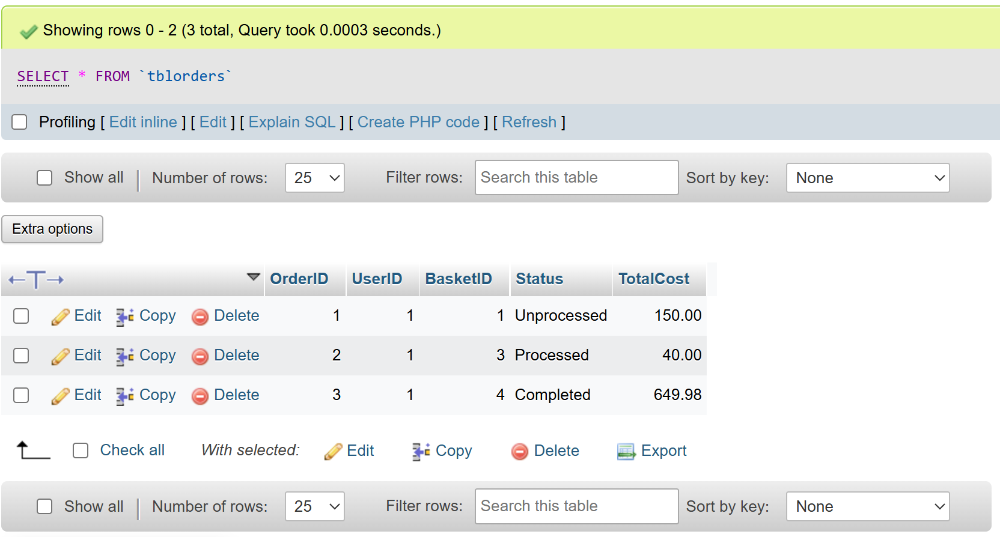 Showing rows 0 - 2 (3 total, Query took 0.0003 seconds.)
SELECT * FROM `tblorders`
Profiling [ Edit inline ] [ Edit ] [ Explain SQL ] [ Create PHP code ] [ Refresh ]
Show all Number of rows: 25 Filter rows: Search this table Sort by key: None
Extra options
←T→ OrderID UserID BasketID Status TotalCost
Edit Copy Delete 1 1 1 Unprocessed 150.00
Edit Copy Delete 2 1 3 Processed 40.00
Edit Copy Delete 3 1 4 Completed 649.98
Check all With selected: Edit Copy Delete Export
Show all Number of rows: 25 Filter rows: Search this table Sort by key: None